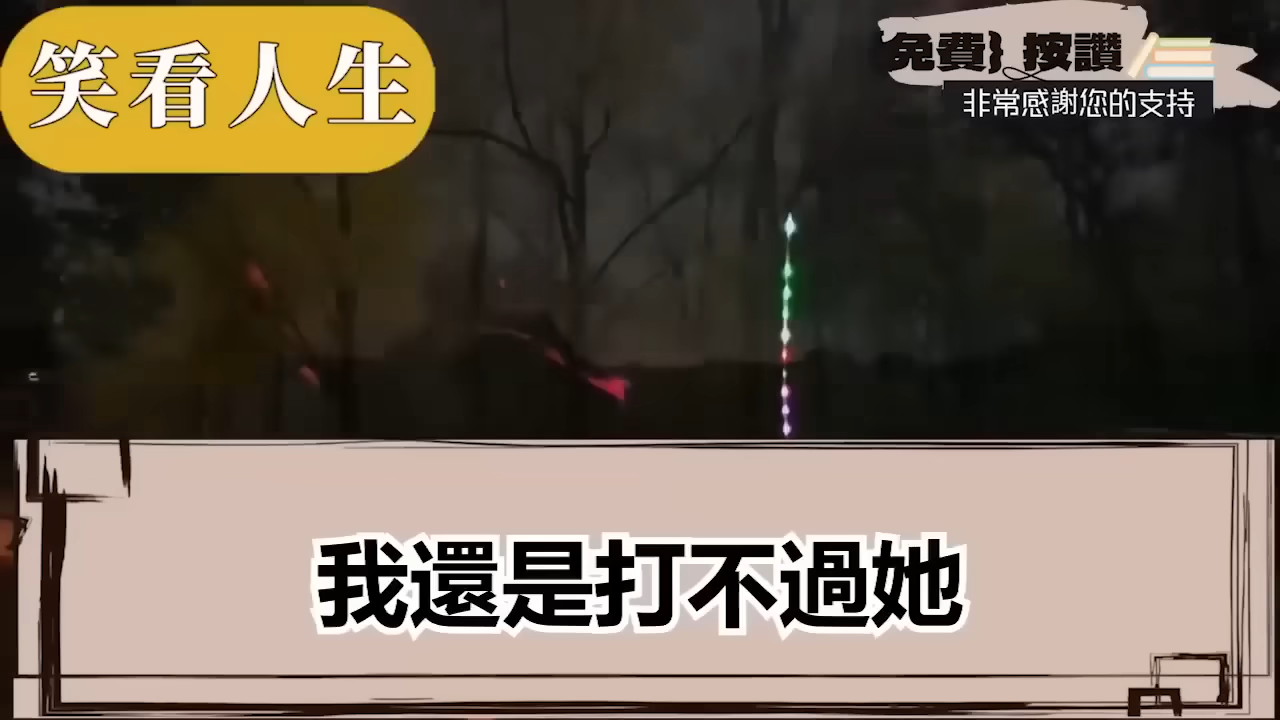 笑看人生
免費 按讚
非常感謝您的支持
我還是打不過她